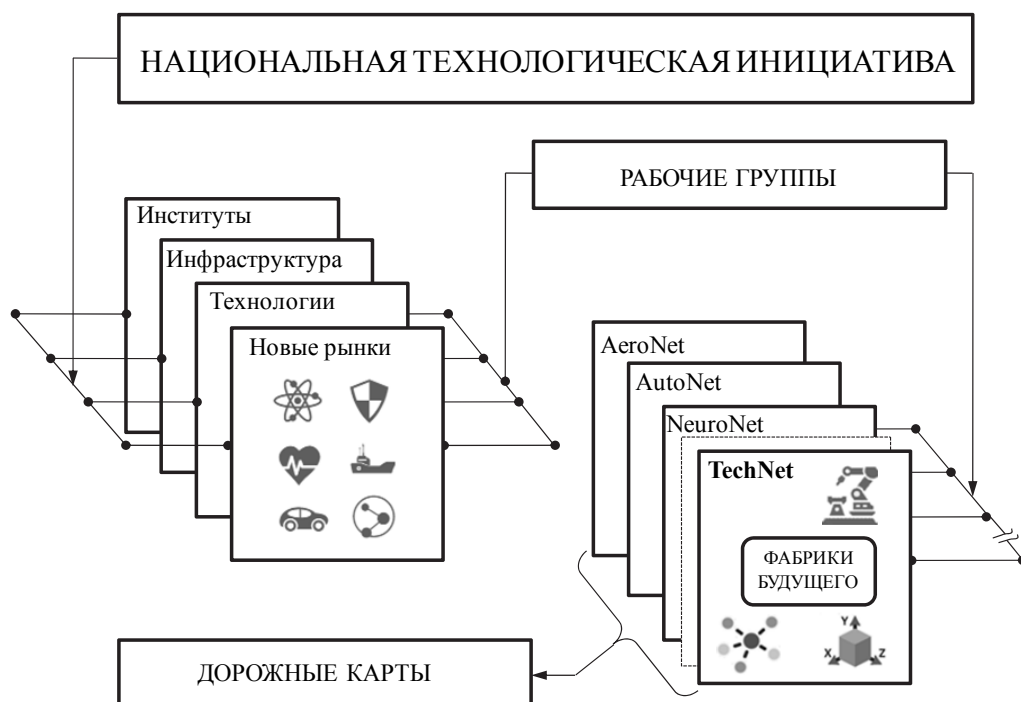 НАЦИОНАЛЬНАЯ ТЕХНОЛОГИЧЕСКАЯ ИНИЦИАТИВА
РАБОЧИЕ ГРУППЫ
Институты
Инфраструктура
Технологии
Новые рынки
AeroNet
AutoNet
NeuroNet
TechNet
ФАБРИКИ
БУДУЩЕГО
Y
X
Z
ДОРОЖНЫЕ КАРТЫ